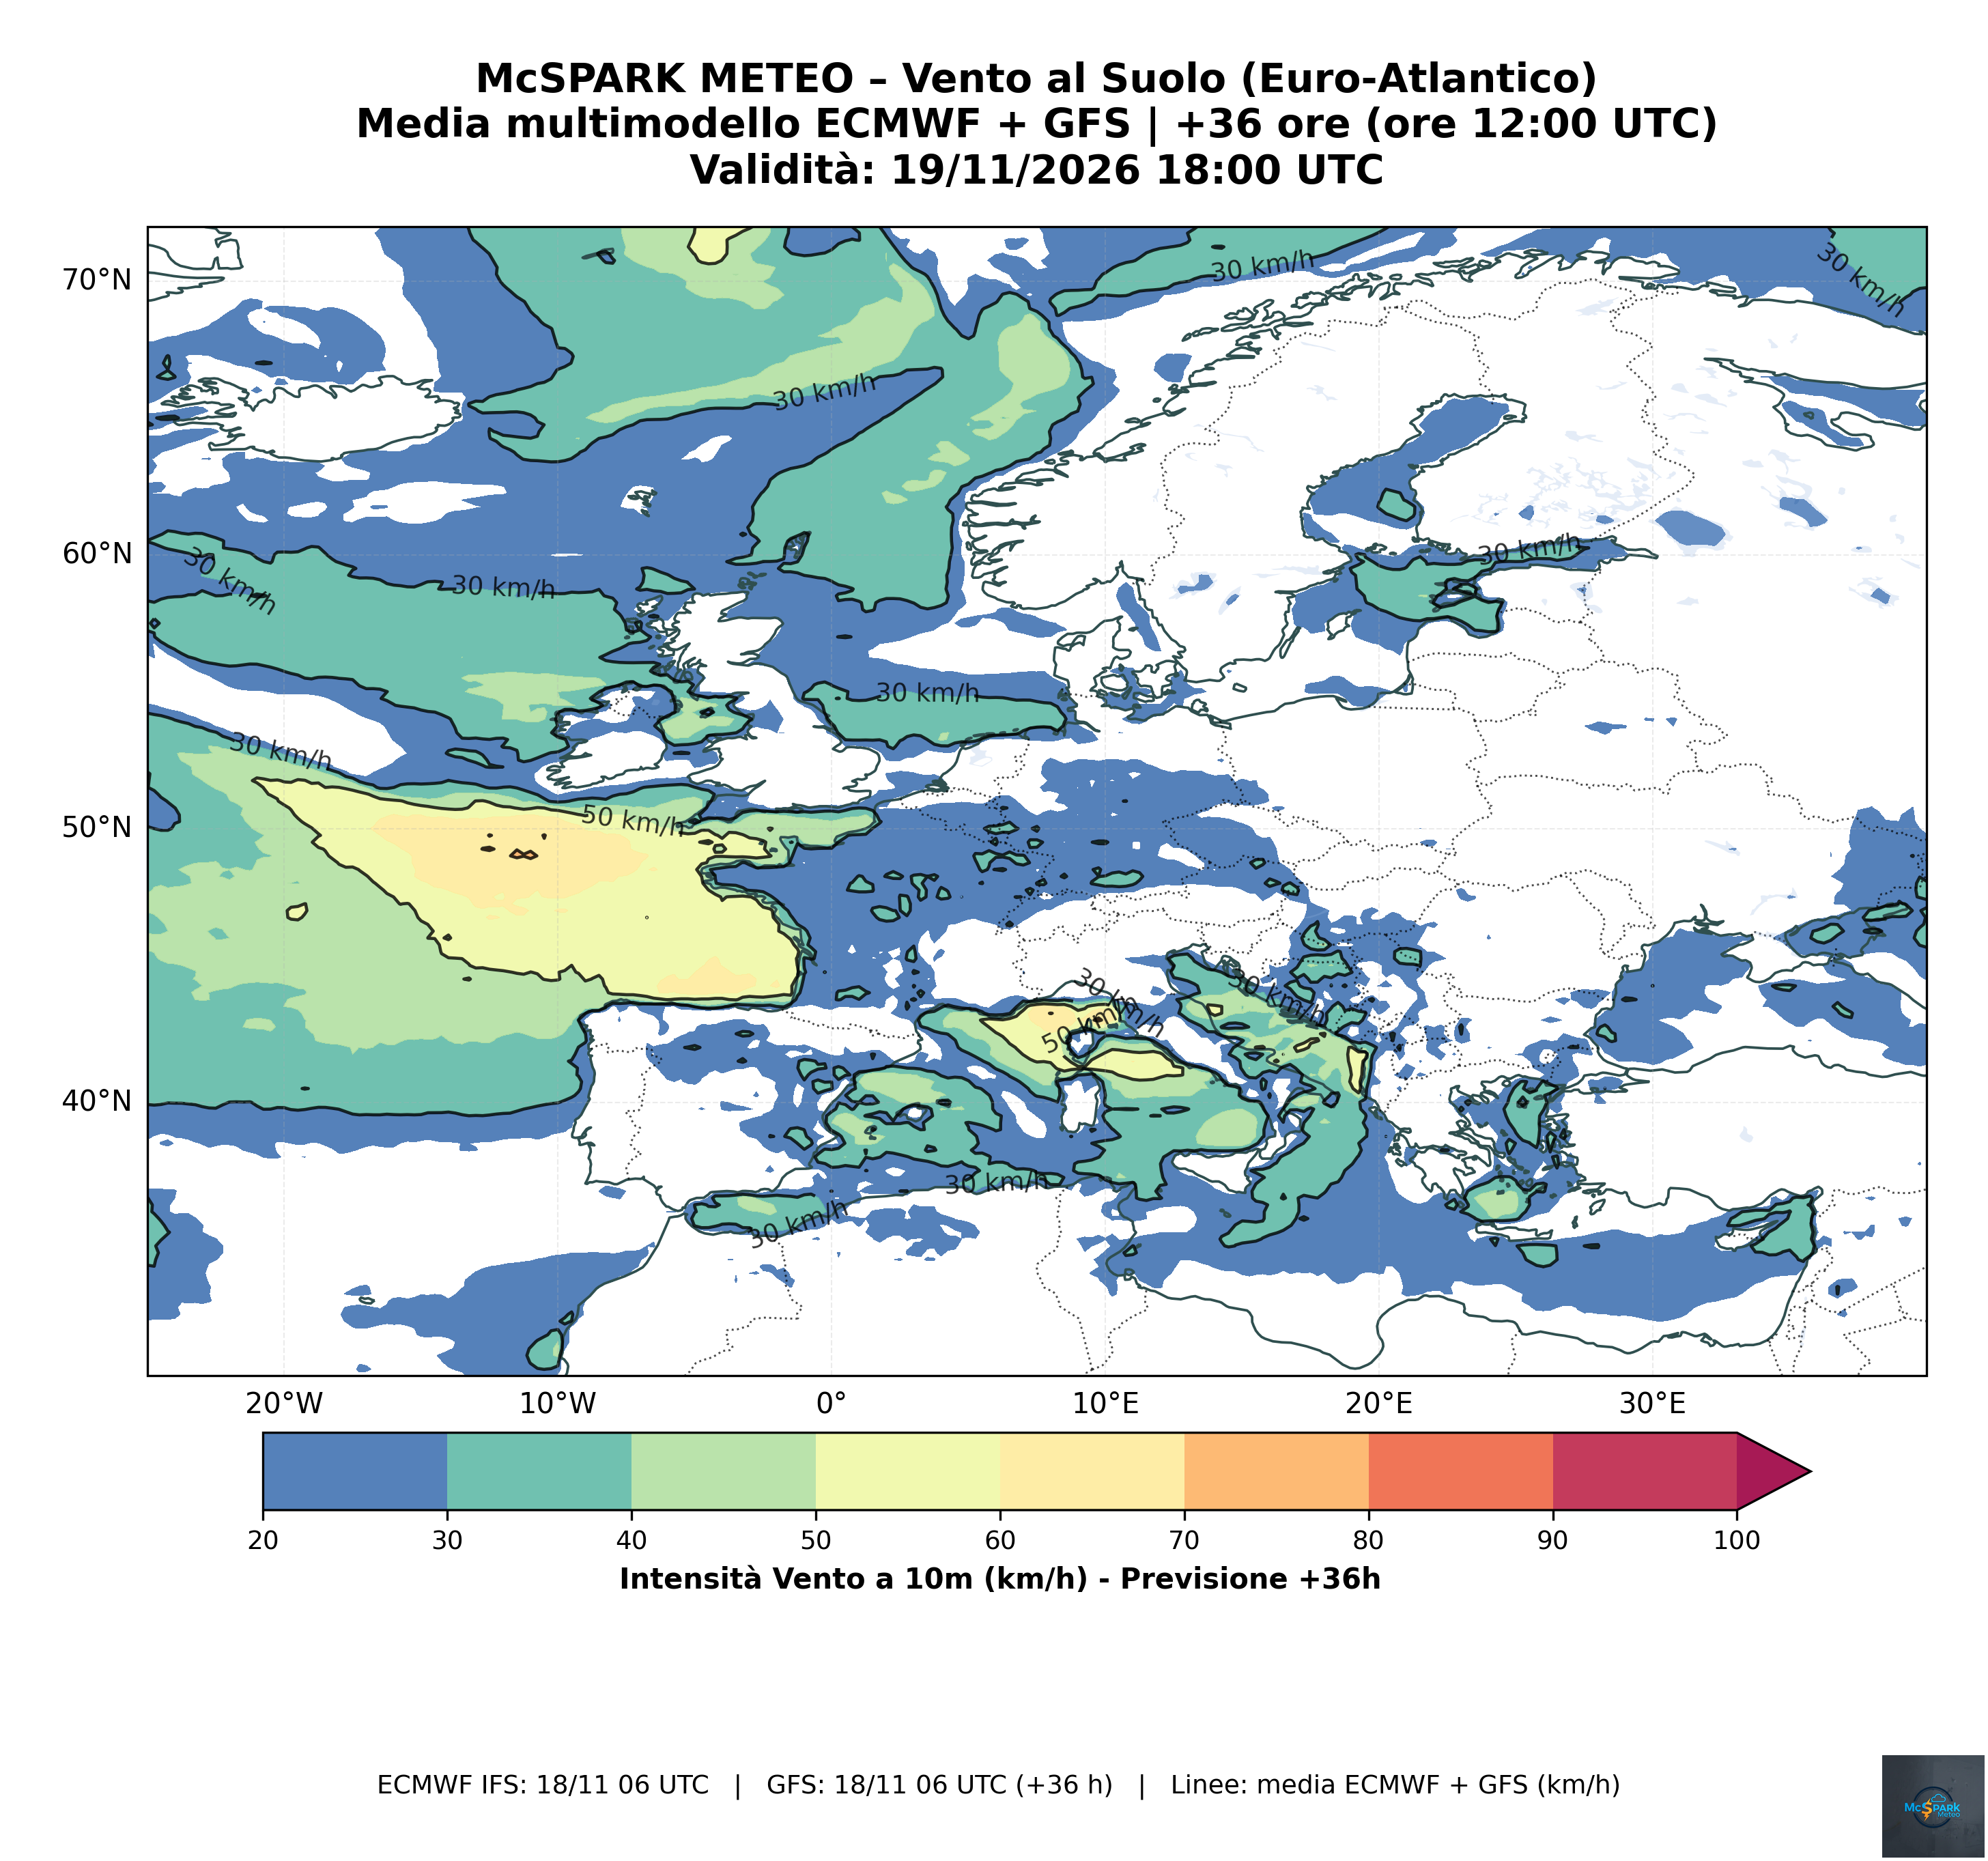 McSPARK METEO – Vento al Suolo (Euro-Atlantico)
Media multimodello ECMWF + GFS | +36 ore (ore 12:00 UTC)
Validità: 19/11/2026 18:00 UTC
30 km/h
30 km/h
70°N
30 km/h
60°N
30 km/h
30 km/h
30 km/h
30 km/h
30 km/h
50 km/h
50°N
30 km/h
30 km/h
30 km/h
50 km/h
40°N
30 km/h
30 km/h
20°W 10°W 0° 10°E 20°E 30°E
20 30 40 50 60 70 80 90 100
Intensità Vento a 10m (km/h) - Previsione +36h
ECMWF IFS: 18/11 06 UTC | GFS: 18/11 06 UTC (+36 h) | Linee: media ECMWF + GFS (km/h)
McSPARK
Meteo